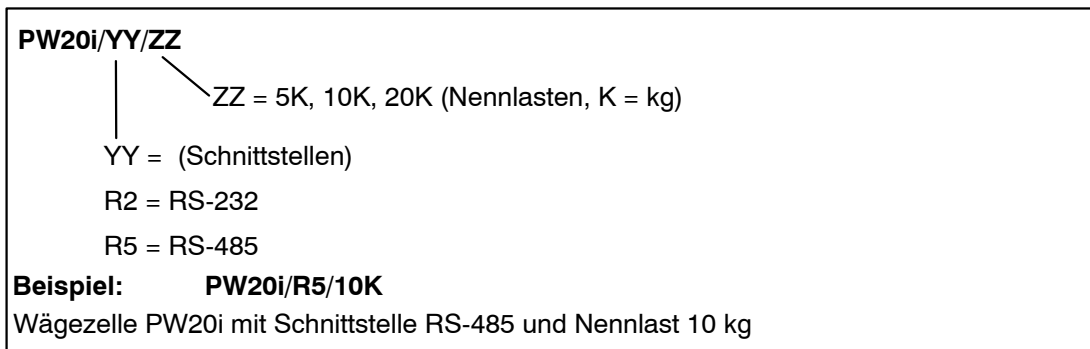 PW20i/YY/ZZ
ZZ = 5K, 10K, 20K (Nennlasten, K = kg)
YY = (Schnittstellen)
R2 = RS-232
R5 = RS-485
Beispiel: PW20i/R5/10K
Wägezelle PW20i mit Schnittstelle RS-485 und Nennlast 10 kg